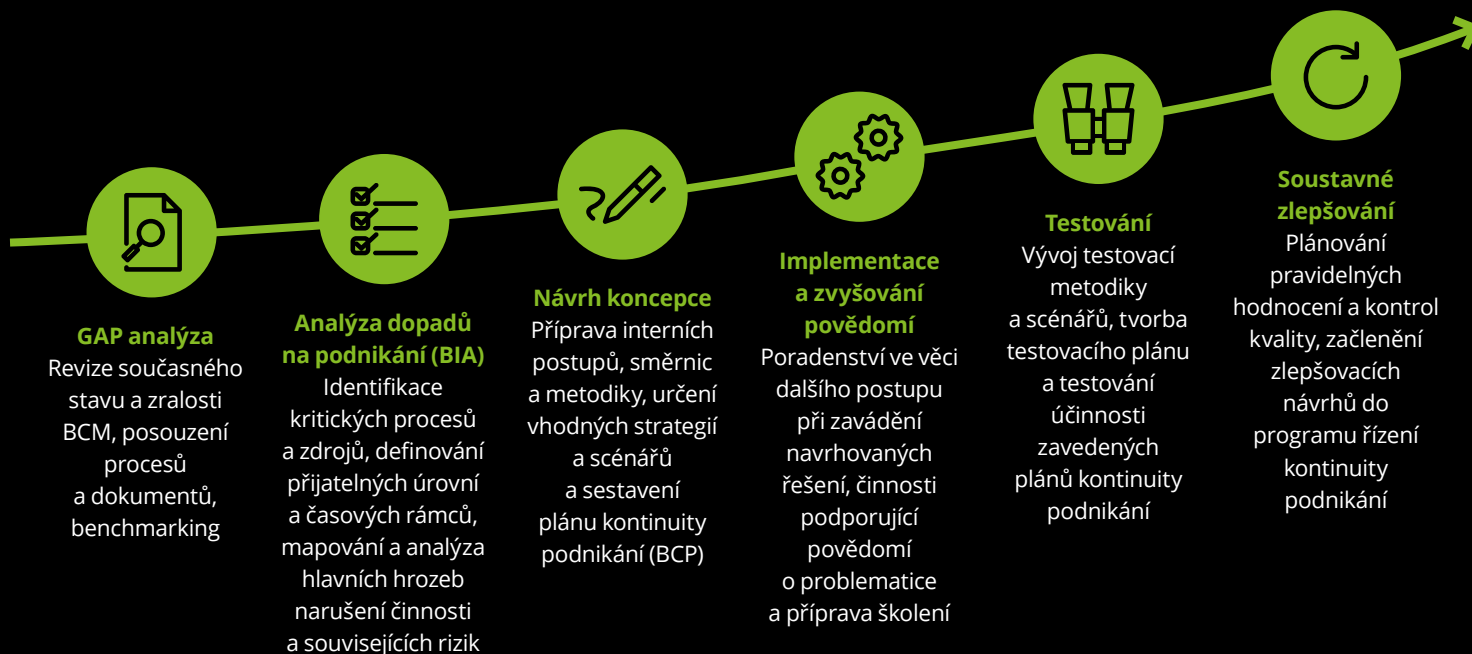 GAP analýza
Revize současného
stavu a zralosti
BCM, posouzení
procesů
a dokumentů,
benchmarking
Analýza dopadů
na podnikání (BIA)
Identifikace
kritických procesů
a zdrojů, definování
přijatelných úrovní
a časových rámců,
mapování a analýza
hlavních hrozeb
narušení činnosti
a souvisejících rizik
Návrh koncepce
Příprava interních
postupů, směrnic
a metodiky, určení
vhodných strategií
a scénářů
a sestavení
plánu kontinuity
podnikání (BCP)
Implementace
a zvyšování
povědomí
Poradenství ve věci
dalšího postupu
při zavádění
navrhovaných
řešení, činnosti
podporující
povědomí
o problematice
a příprava školení
Testování
Vývoj testovací
metodiky
a scénářů, tvorba
testovacího plánu
a testování
účinnosti
zavedených
plánů kontinuity
podnikání
Soustavné
zlepšování
Plánování
pravidelných
hodnocení a kontrol
kvality, začlenění
zlepšovacích
návrhů do
programu řízení
kontinuity
podnikání